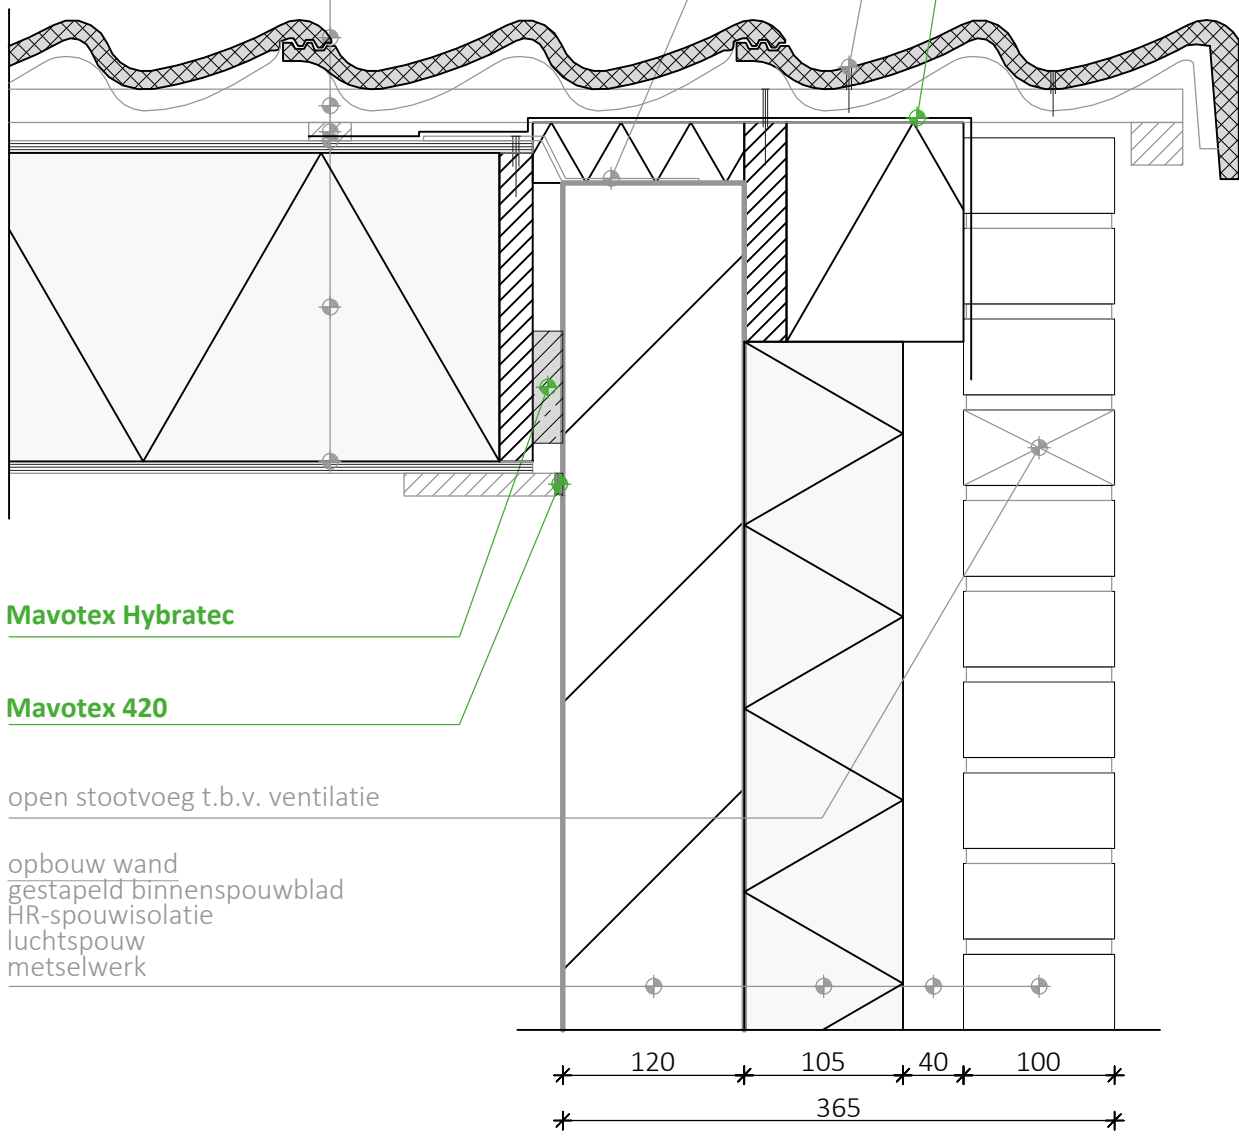 Mavotex Hybratec
Mavotex 420
open stootvoeg t.b.v. ventilatie
opbouw wand
gestapeld binnenspouwblad
HR-spouwisolatie
luchtspouw
metselwerk
120 105 40 100
365